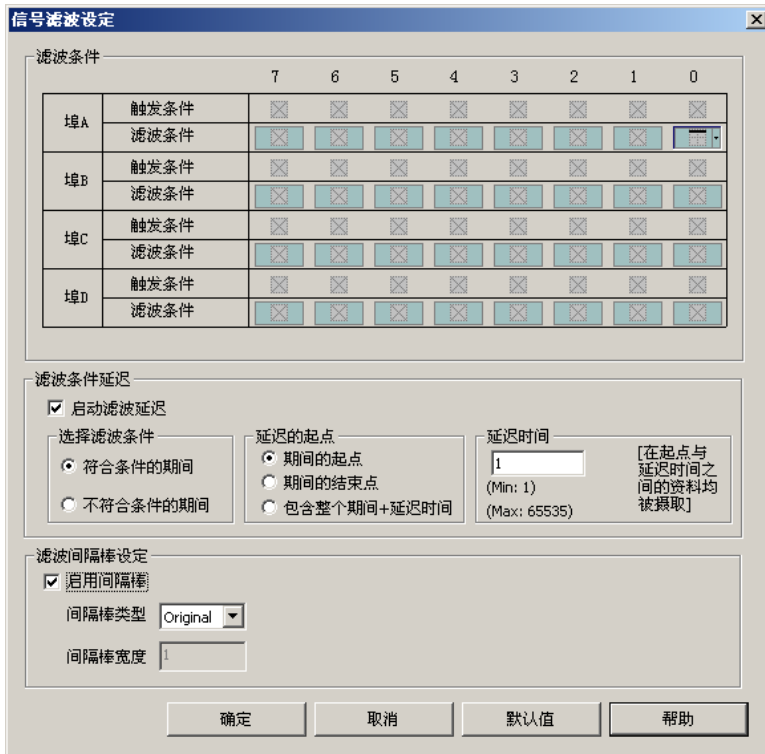 信号滤波设定
滤波条件
7 6 5 4 3 2 1 0
埠A 触发条件
滤波条件
埠B 触发条件
滤波条件
埠C 触发条件
滤波条件
埠D 触发条件
滤波条件
滤波条件延迟
启动滤波延迟
选择滤波条件
符合条件的期间
不符合条件的期间
延迟的起点
期间的起点
期间的结束点
包含整个期间+延迟时间
延迟时间
1
(Min: 1)
(Max: 65535)
[在起点与
延迟时间之
间的资料均
被摄取]
滤波间隔棒设定
启用间隔棒
间隔棒类型 Original
间隔棒宽度 1
确定 取消 默认值 帮助